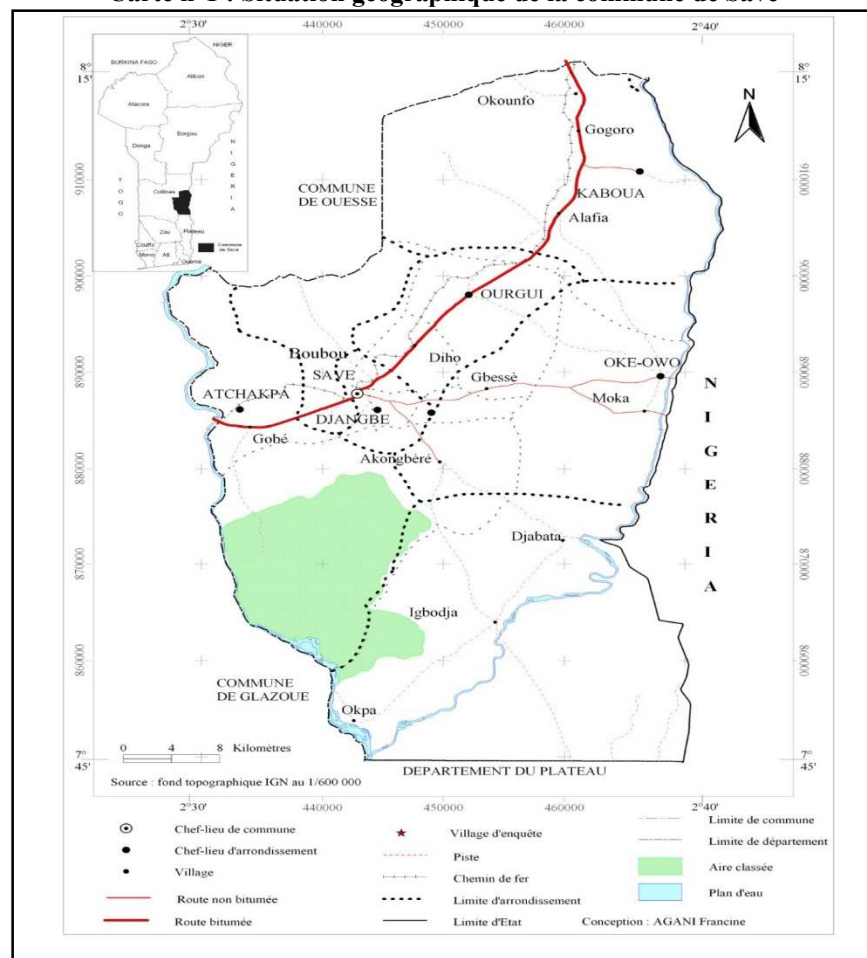 Carte n°1 : Situation géographique de la commune de Savè
2°30' 440000 450000 460000 2°40'
8° 15'
8° 15'
BURKINA FASO
NIGER
Alibori
Atacora
Borgou
Donga
NIGERIA
TOGO
Collines
Zou
Plateau
Couffo
Mono
Atl
Ouémé
Commune de Savè
N
Okounfo
Gogoro
KABOUA
COMMUNE
DE OUESSE
Alafia
910000
910000
900000
900000
OURGUI
Boubou
Diho
SAVE
Gbessè
OKE-OWO
890000
890000
ATCHAKPA
Moka
DJANGBE
Gobé
Akongbèré
NIGERIA
880000
880000
Djabata
870000
870000
Igbodja
860000
860000
COMMUNE
DE GLAZOUE
Okpa
0 4 8 Kilomètres
7° 45'
7° 45'
DEPARTEMENT DU PLATEAU
Source : fond topographique IGN au 1/600 000
2°30' 440000 450000 460000 2°40'
Chef-lieu de commune
Chef-lieu d'arrondissement
Village
Route non bitumée
Route bitumée
Village d'enquête
Piste
Chemin de fer
Limite d'arrondissement
Limite d'Etat
Limite de commune
Limite de département
Aire classée
Plan d'eau
Conception : AGANI Francine